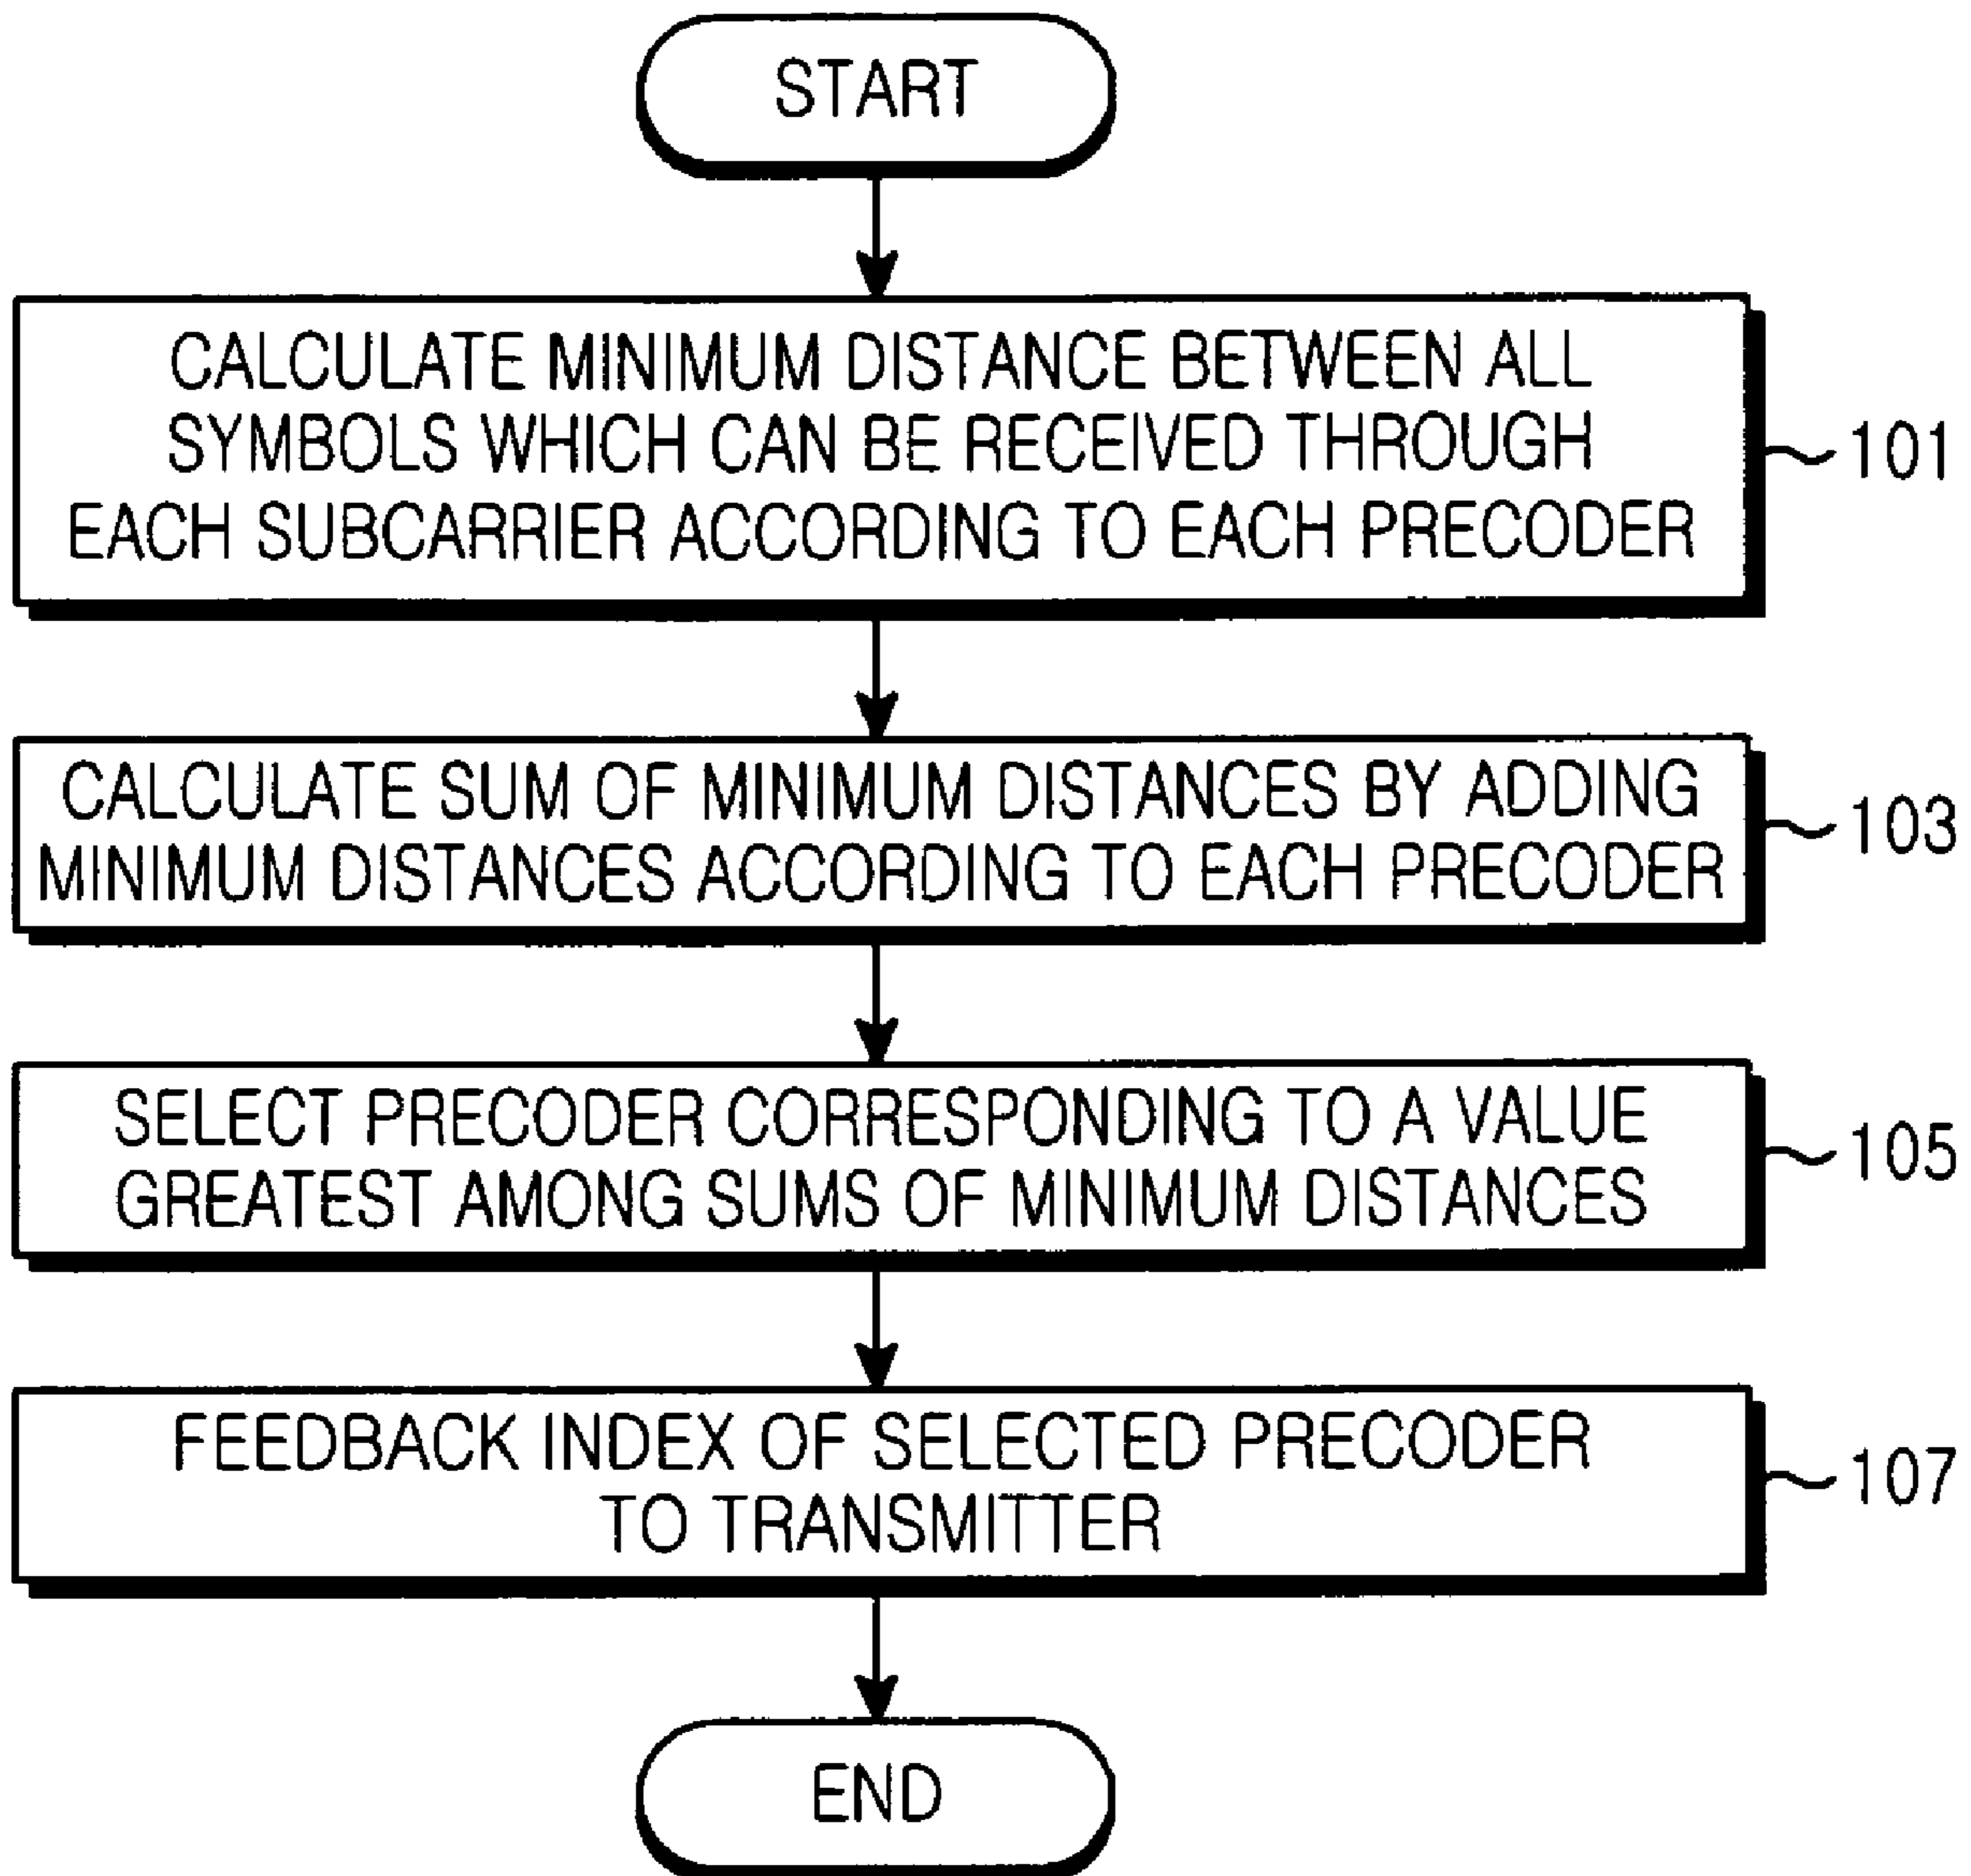 START
CALCULATE MINIMUM DISTANCE BETWEEN ALL
SYMBOLS WHICH CAN BE RECEIVED THROUGH
EACH SUBCARRIER ACCORDING TO EACH PRECODER
101
CALCULATE SUM OF MINIMUM DISTANCES BY ADDING
MINIMUM DISTANCES ACCORDING TO EACH PRECODER
103
SELECT PRECODER CORRESPONDING TO A VALUE
GREATEST AMONG SUMS OF MINIMUM DISTANCES
105
FEEDBACK INDEX OF SELECTED PRECODER
TO TRANSMITTER
107
END